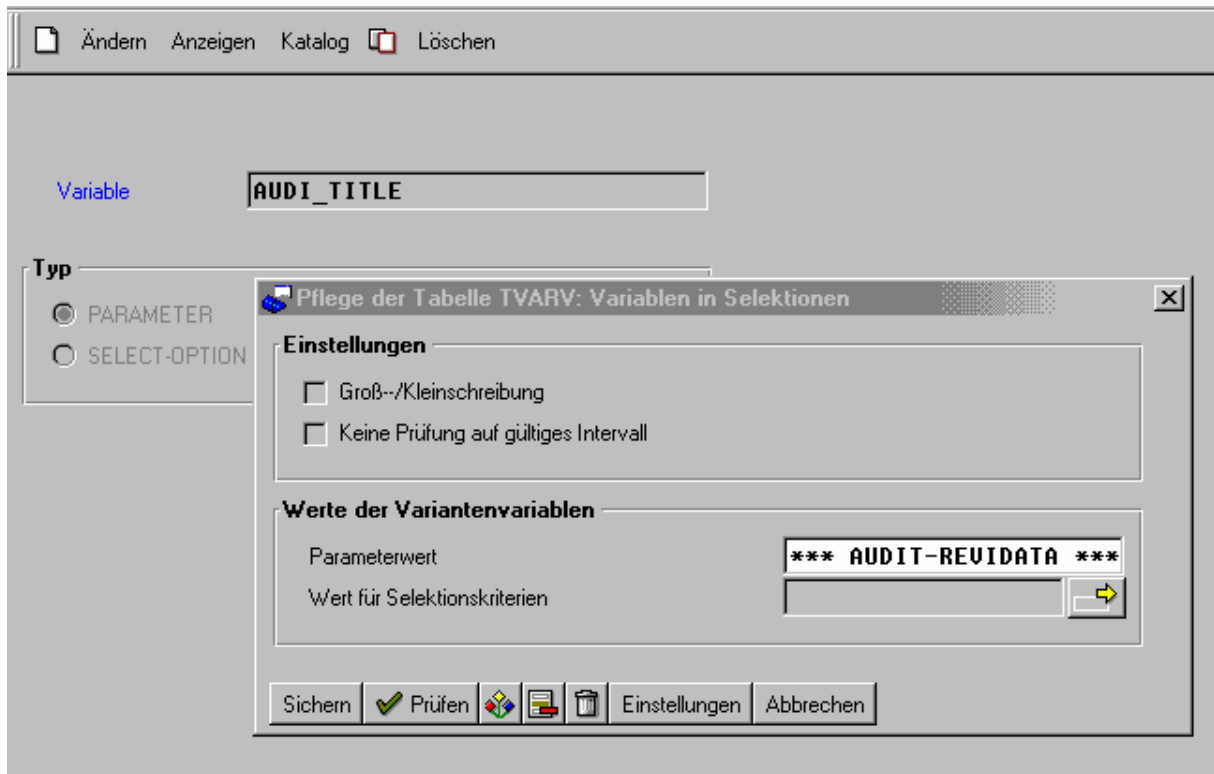 Ändern Anzeigen Katalog Löschen
Variable AUDI_TITLE
Typ
PARAMETER
SELECT-OPTION
Pflege der Tabelle TVARV: Variablen in Selektionen
Einstellungen
Groß--/Kleinschreibung
Keine Prüfung auf gültiges Intervall
Werte der Variantenvariablen
Parameterwert *** AUDIT-REVIDATA ***
Wert für Selektionskriterien
Sichern Prüfen Einstellungen Abbrechen